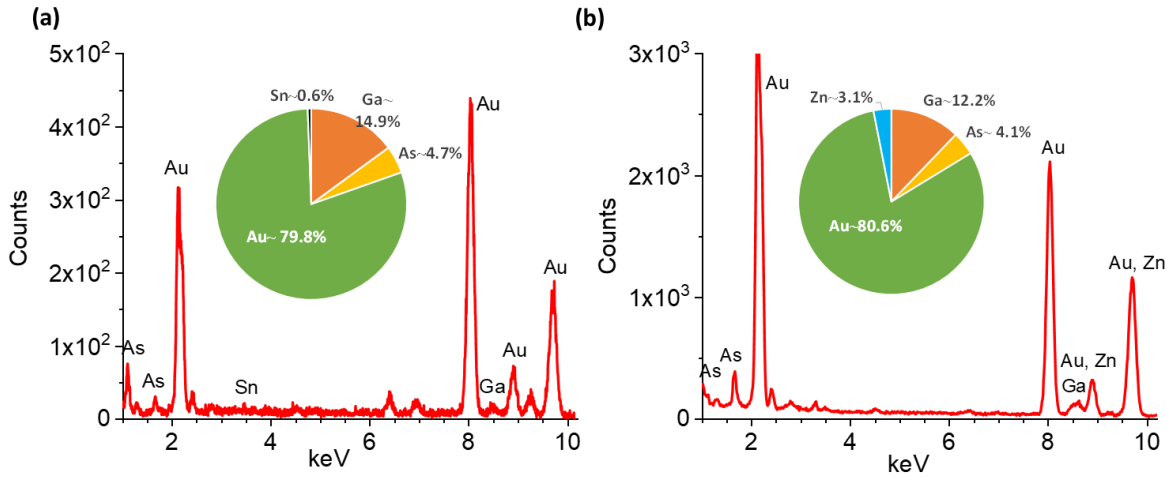 (a)
Counts
5x10²
4x10²
3x10²
2x10²
1x10²
0
2
4
6
8
10
keV
As
As
Au
Sn
Au
Ga
Au
Au
Sn~0.6%
Ga~
14.9%
As~4.7%
Au~ 79.8%
(b)
Counts
3x10³
2x10³
1x10³
0
2
4
6
8
10
keV
As
As
Au
Au
Au, Zn
Ga
Au, Zn
Zn~3.1%
Ga~12.2%
As~ 4.1%
Au~80.6%